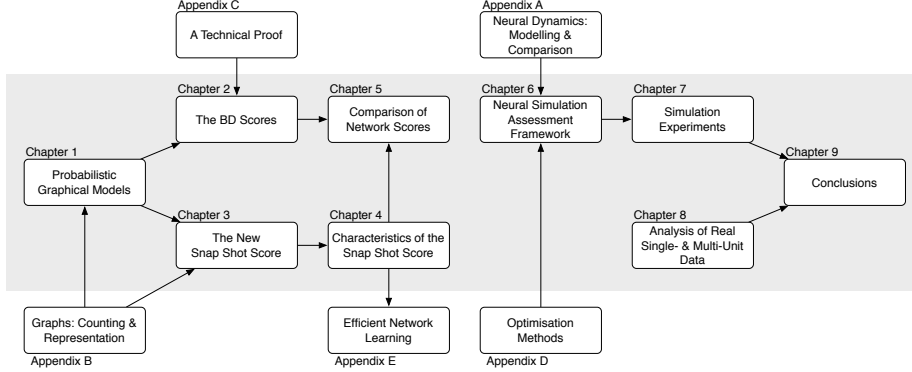 Appendix C
A Technical Proof
Appendix A
Neural Dynamics:
Modelling &
Comparison
Chapter 2
The BD Scores
Chapter 5
Comparison of
Network Scores
Chapter 6
Neural Simulation
Assessment
Framework
Chapter 7
Simulation
Experiments
Chapter 1
Probabilistic
Graphical Models
Chapter 9
Conclusions
Chapter 3
The New
Snap Shot Score
Chapter 4
Characteristics of the
Snap Shot Score
Chapter 8
Analysis of Real
Single- & Multi-Unit
Data
Graphs: Counting &
Representation
Appendix B
Efficient Network
Learning
Appendix E
Optimisation
Methods
Appendix D